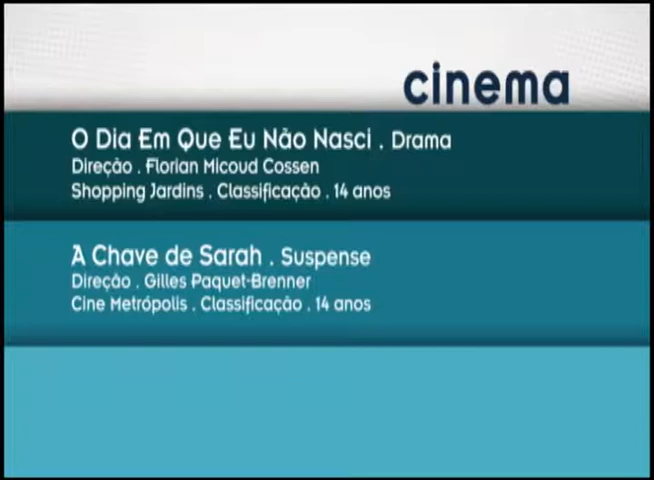 cinema
O Dia Em Que Eu Não Nasci . Drama
Direção . Florian Micoud Cossen
Shopping Jardins . Classificação . 14 anos
A Chave de Sarah . Suspense
Direção . Gilles Paquet-Brenner
Cine Metrópolis . Classificação . 14 anos